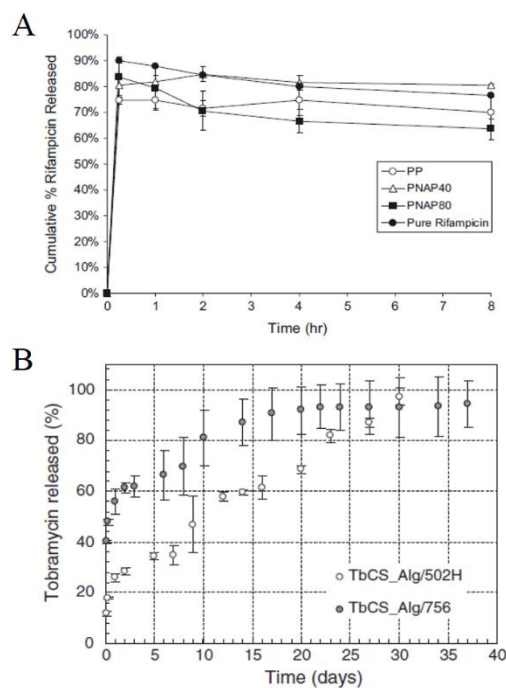 A
Cumulative % Rifampicin Released
100%
90%
80%
70%
60%
50%
40%
30%
20%
10%
0%
PP
PNAP40
PNAP80
Pure Rifampicin
0 1 2 3 4 5 6 7 8
Time (hr)
B
Tobramycin released (%)
100
80
60
40
20
0
TbCS_Alg/502H
TbCS_Alg/756
0 5 10 15 20 25 30 35 40
Time (days)